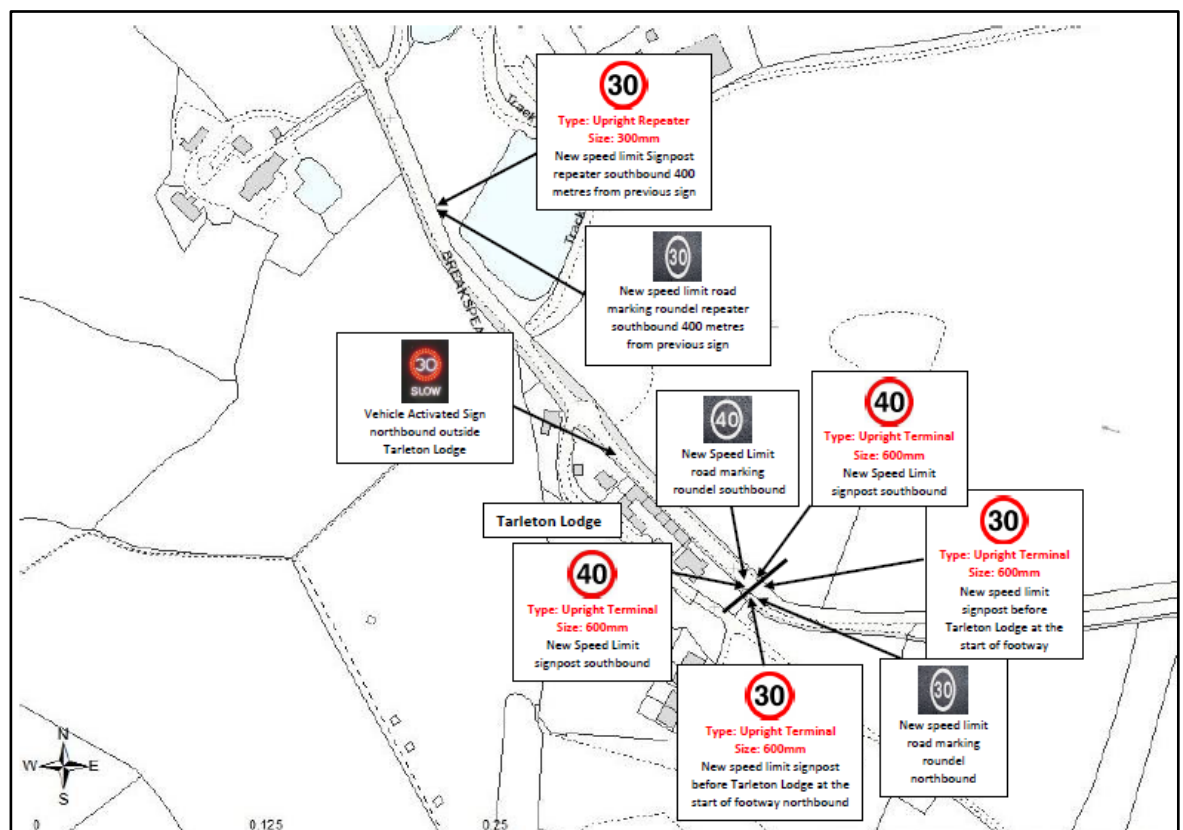 30
Type: Upright Repeater
Size: 300mm
New speed limit Signpost
repeater southbound 400
metres from previous sign
Track
Track
30
New speed limit road
marking roundel repeater
southbound 400 metres
from previous sign
BREAKSPEA
30
SLOW
Vehicle Activated Sign
northbound outside
Tarleton Lodge
40
New Speed Limit
road marking
roundel southbound
40
Type: Upright Terminal
Size: 600mm
New Speed Limit
signpost southbound
Tarleton Lodge
30
Type: Upright Terminal
Size: 600mm
New speed limit
signpost before
Tarleton Lodge at the
start of footway
40
Type: Upright Terminal
Size: 600mm
New Speed Limit
signpost southbound
30
Type: Upright Terminal
Size: 600mm
New speed limit signpost
before Tarleton Lodge at the
start of footway northbound
30
New speed limit
road marking
roundel
northbound
N
W E
S
0 0.125 0.25